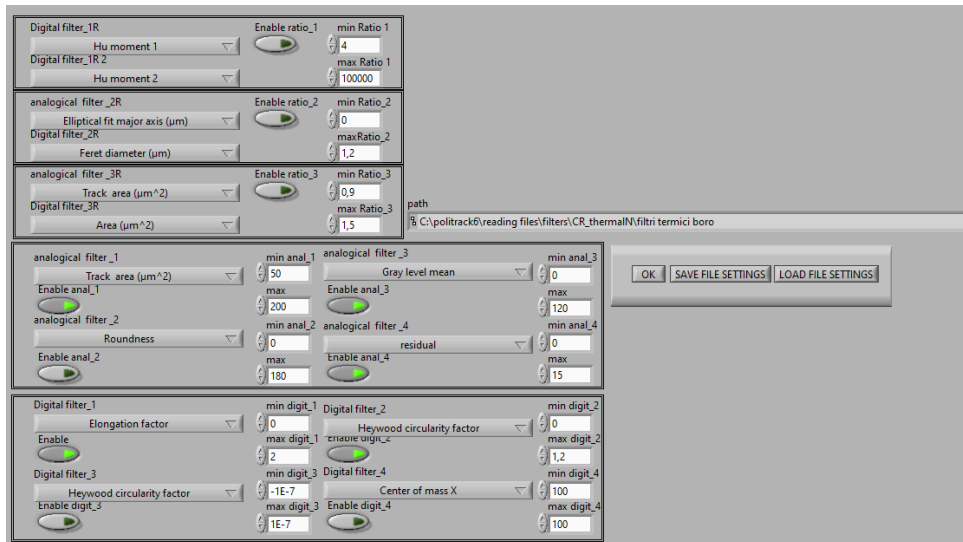 Digital filter_1R Enable ratio_1 min Ratio 1
Hu moment 1 4
Digital filter_1R 2 max Ratio 1
Hu moment 2 100000
analogical filter _2R Enable ratio_2 min Ratio_2
Elliptical fit major axis (µm) 0
Digital filter_2R maxRatio_2
Feret diameter (µm) 1,2
analogical filter _3R Enable ratio_3 min Ratio_3
Track area (µm^2) 0,9
Digital filter_3R max Ratio_3
Area (µm^2) 1,5
path
C:\politrack6\reading files\filters\CR_thermalN\filtri termici boro
analogical filter _1 min anal_1 analogical filter _3 min anal_3
Track area (µm^2) 50 Gray level mean 0
Enable anal_1 max Enable anal_3 max
200 120
analogical filter _2 min anal_2 analogical filter _4 min anal_4
Roundness 0 residual 0
Enable anal_2 max Enable anal_4 max
180 15
OK SAVE FILE SETTINGS LOAD FILE SETTINGS
Digital filter_1 min digit_1 Digital filter_2 min digit_2
Elongation factor 0 Heywood circularity factor 0
Enable max digit_1 Enable digit_2 max digit_2
2 1,2
Digital filter_3 min digit_3 Digital filter_4 min digit_4
Heywood circularity factor -1E-7 Center of mass X 100
Enable digit_3 max digit_3 Enable digit_4 max digit_4
1E-7 100